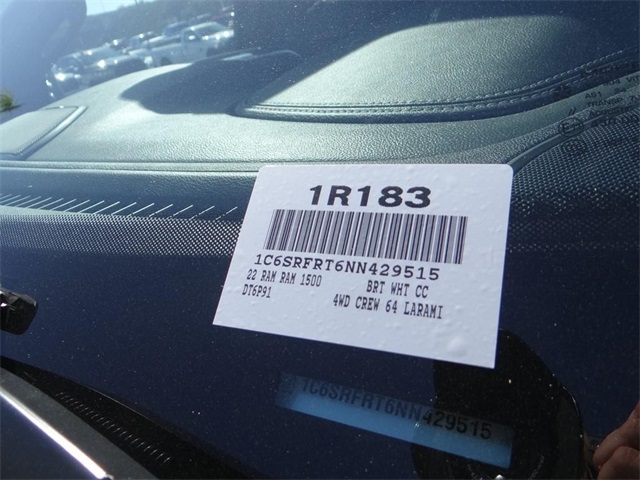 1R183
1C6SRFRT6NN429515
22 RAM RAM 1500 BRT WHT CC
DT6P91 4WD CREW 64 LARAMI
1C6SRFRT6NN429515